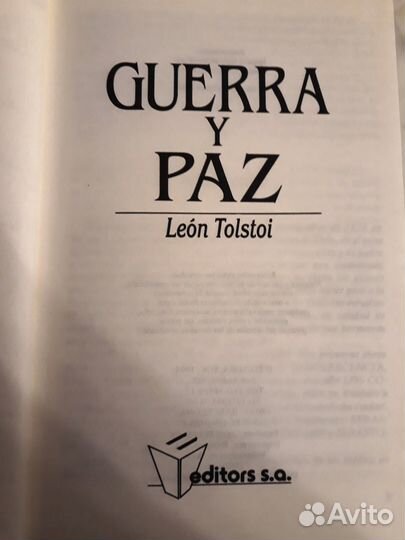 GUERRA
Y
PAZ
León Tolstoi
editors s.a.
Avito